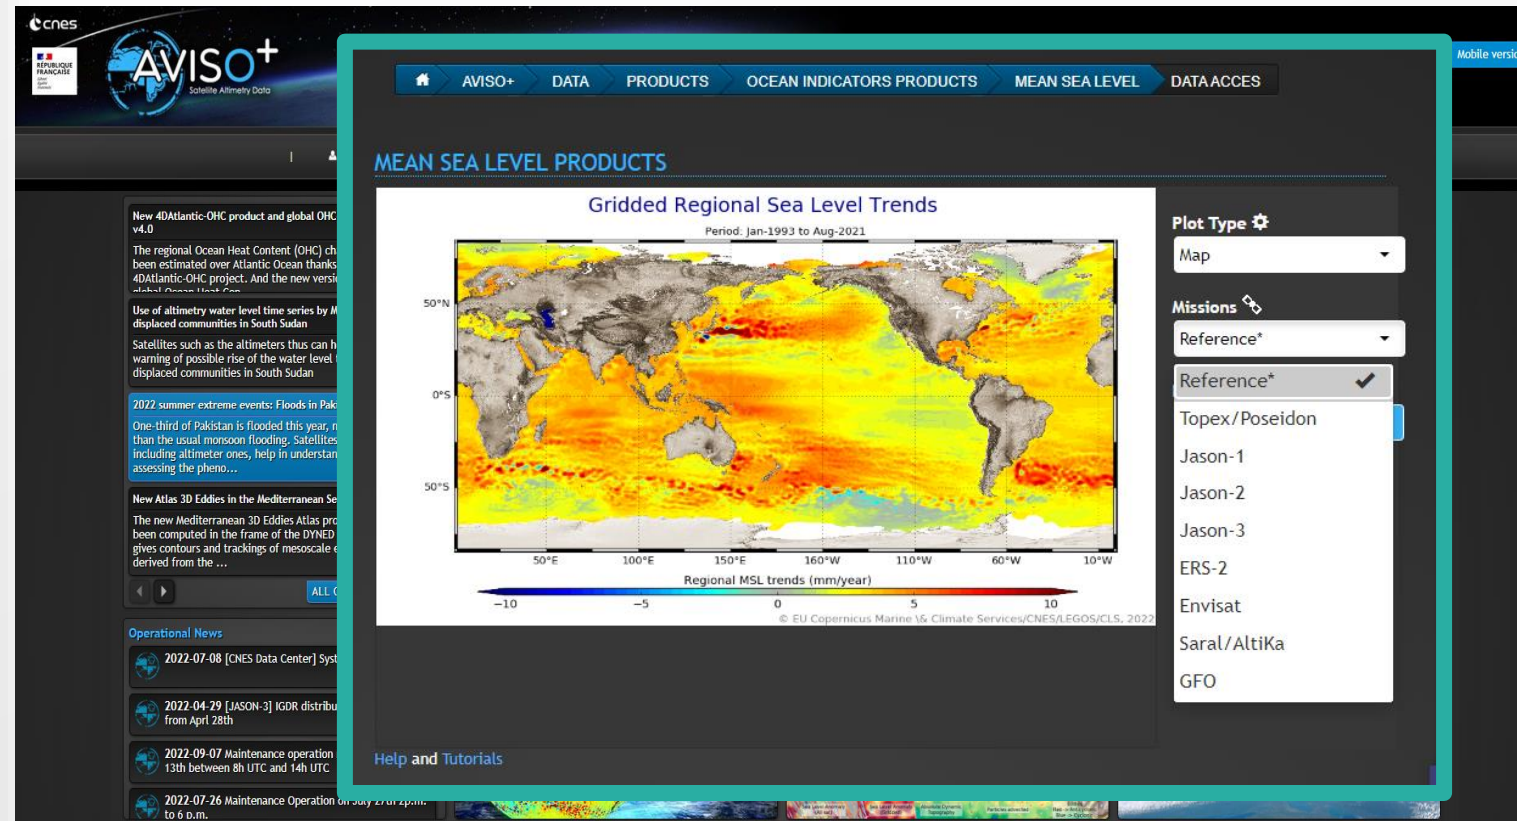 cnes
RÉPUBLIQUE
FRANÇAISE
AVISO+
Satellite Altimetry Data
Mobile versio
AVISO+
DATA
PRODUCTS
OCEAN INDICATORS PRODUCTS
MEAN SEA LEVEL
DATA ACCES
MEAN SEA LEVEL PRODUCTS
Gridded Regional Sea Level Trends
Period: Jan-1993 to Aug-2021
50°N
0°S
50°S
50°E
100°E
150°E
160°W
110°W
60°W
10°W
Regional MSL trends (mm/year)
−10
−5
0
5
10
© EU Copernicus Marine \& Climate Services/CNES/LEGOS/CLS, 2022
Plot Type
Map
Missions
Reference*
Reference*
Topex/Poseidon
Jason-1
Jason-2
Jason-3
ERS-2
Envisat
Saral/AltiKa
GFO
Help and Tutorials
New 4DAtlantic-OHC product and global OHC
v4.0
The regional Ocean Heat Content (OHC) ch
been estimated over Atlantic Ocean thanks
4DAtlantic-OHC project. And the new versi
Use of altimetry water level time series by M
displaced communities in South Sudan
Satellites such as the altimeters thus can h
warning of possible rise of the water level
displaced communities in South Sudan
2022 summer extreme events: Floods in Pak
One-third of Pakistan is flooded this year, m
than the usual monsoon flooding. Satellites
including altimeter ones, help in understan
assessing the pheno...
New Atlas 3D Eddies in the Mediterranean Se
The new Mediterranean 3D Eddies Atlas pro
been computed in the frame of the DYNED
gives contours and trackings of mesoscale e
derived from the ...
ALL
Operational News
2022-07-08 [CNES Data Center] Syst
2022-04-29 [JASON-3] IGDR distribu
from Aprl 28th
2022-09-07 Maintenance operation
13th between 8h UTC and 14h UTC
2022-07-26 Maintenance Operation on July 27th 2p.m.
to 6 p.m.